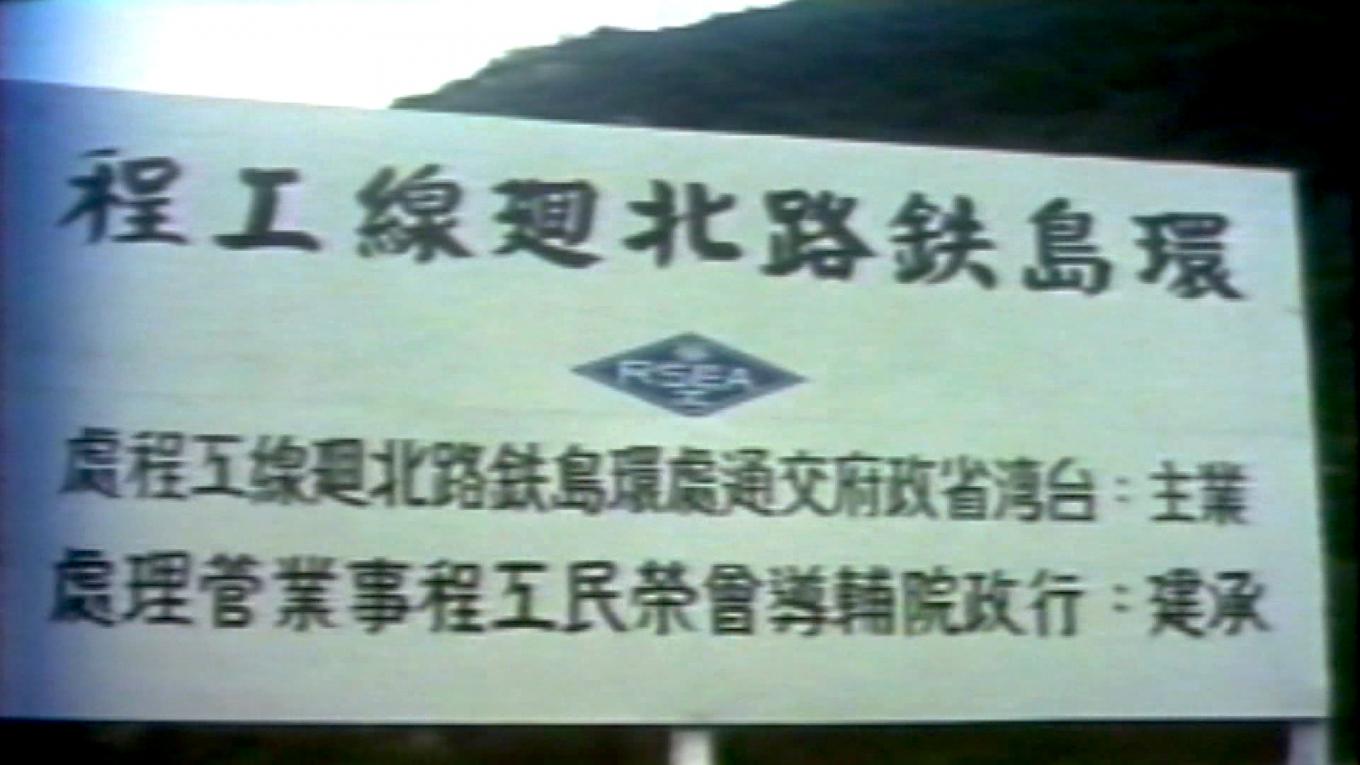 環島鉄路北廻線工程
RSEA
工
業主：台湾省政府交通處環島鉄路北廻線工程處
承建：行政院輔導會榮民工程事業管理處